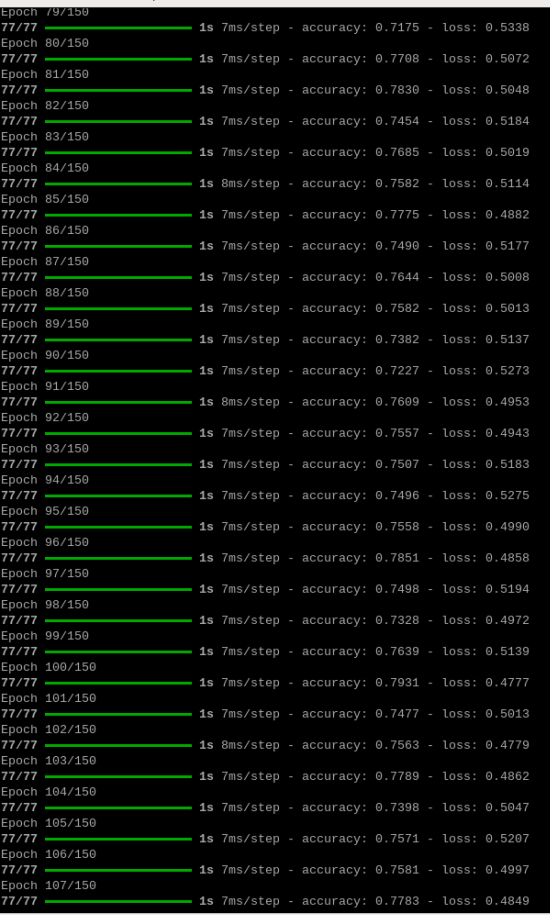 Epoch 79/150
77/77 1s 7ms/step - accuracy: 0.7175 - loss: 0.5338
Epoch 80/150
77/77 1s 7ms/step - accuracy: 0.7708 - loss: 0.5072
Epoch 81/150
77/77 1s 7ms/step - accuracy: 0.7830 - loss: 0.5048
Epoch 82/150
77/77 1s 7ms/step - accuracy: 0.7454 - loss: 0.5184
Epoch 83/150
77/77 1s 7ms/step - accuracy: 0.7685 - loss: 0.5019
Epoch 84/150
77/77 1s 8ms/step - accuracy: 0.7582 - loss: 0.5114
Epoch 85/150
77/77 1s 7ms/step - accuracy: 0.7775 - loss: 0.4882
Epoch 86/150
77/77 1s 7ms/step - accuracy: 0.7490 - loss: 0.5177
Epoch 87/150
77/77 1s 7ms/step - accuracy: 0.7644 - loss: 0.5008
Epoch 88/150
77/77 1s 7ms/step - accuracy: 0.7582 - loss: 0.5013
Epoch 89/150
77/77 1s 7ms/step - accuracy: 0.7382 - loss: 0.5137
Epoch 90/150
77/77 1s 7ms/step - accuracy: 0.7227 - loss: 0.5273
Epoch 91/150
77/77 1s 8ms/step - accuracy: 0.7609 - loss: 0.4953
Epoch 92/150
77/77 1s 7ms/step - accuracy: 0.7557 - loss: 0.4943
Epoch 93/150
77/77 1s 7ms/step - accuracy: 0.7507 - loss: 0.5183
Epoch 94/150
77/77 1s 7ms/step - accuracy: 0.7496 - loss: 0.5275
Epoch 95/150
77/77 1s 7ms/step - accuracy: 0.7558 - loss: 0.4990
Epoch 96/150
77/77 1s 7ms/step - accuracy: 0.7851 - loss: 0.4858
Epoch 97/150
77/77 1s 7ms/step - accuracy: 0.7498 - loss: 0.5194
Epoch 98/150
77/77 1s 7ms/step - accuracy: 0.7328 - loss: 0.4972
Epoch 99/150
77/77 1s 7ms/step - accuracy: 0.7639 - loss: 0.5139
Epoch 100/150
77/77 1s 7ms/step - accuracy: 0.7931 - loss: 0.4777
Epoch 101/150
77/77 1s 7ms/step - accuracy: 0.7477 - loss: 0.5013
Epoch 102/150
77/77 1s 8ms/step - accuracy: 0.7563 - loss: 0.4779
Epoch 103/150
77/77 1s 7ms/step - accuracy: 0.7789 - loss: 0.4862
Epoch 104/150
77/77 1s 7ms/step - accuracy: 0.7398 - loss: 0.5047
Epoch 105/150
77/77 1s 7ms/step - accuracy: 0.7571 - loss: 0.5207
Epoch 106/150
77/77 1s 7ms/step - accuracy: 0.7581 - loss: 0.4997
Epoch 107/150
77/77 1s 7ms/step - accuracy: 0.7783 - loss: 0.4849